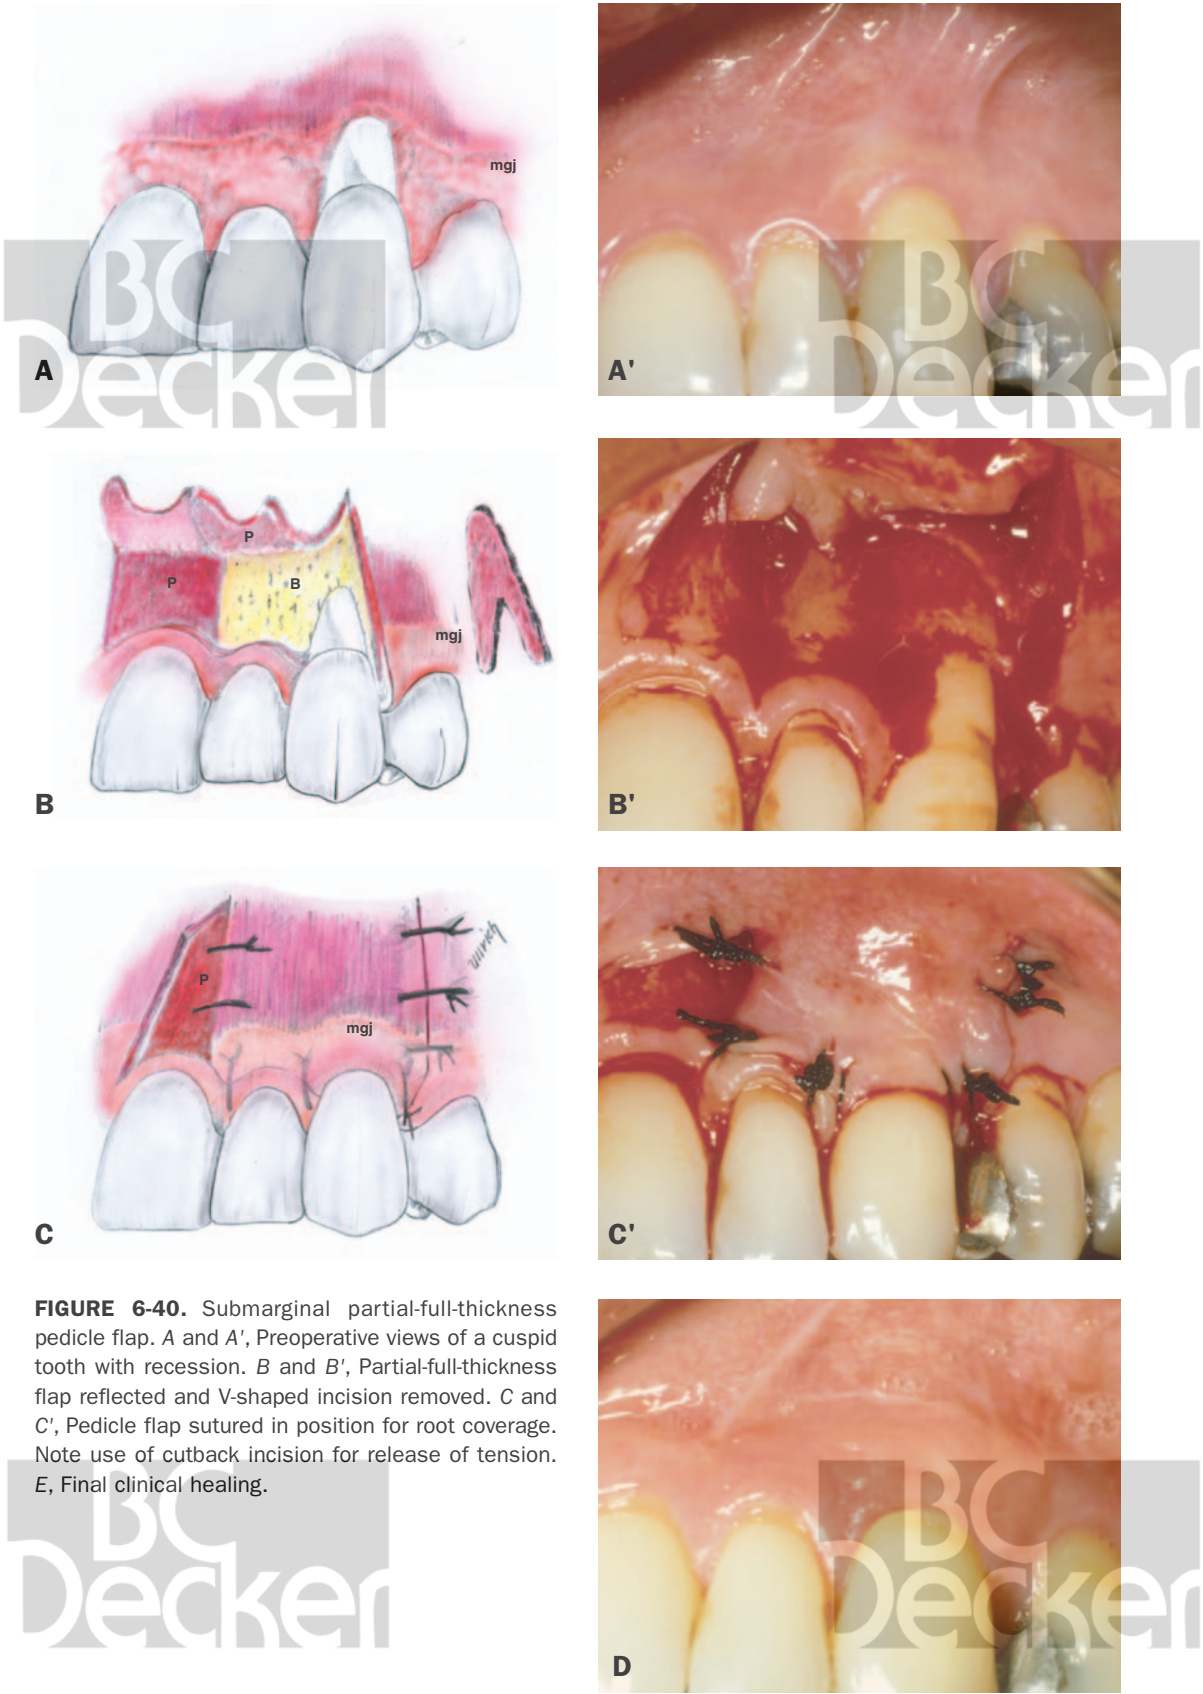 mgj
BC
Decker
A
BC
Decker
A'
P
P
B
mgj
B
B'
P
mgj
Ullrich
C
C'
FIGURE 6-40. Submarginal partial-full-thickness
pedicle flap. A and A', Preoperative views of a cuspid
tooth with recession. B and B', Partial-full-thickness
flap reflected and V-shaped incision removed. C and
C', Pedicle flap sutured in position for root coverage.
Note use of cutback incision for release of tension.
E, Final clinical healing.
BC
Decker
BC
Decker
D